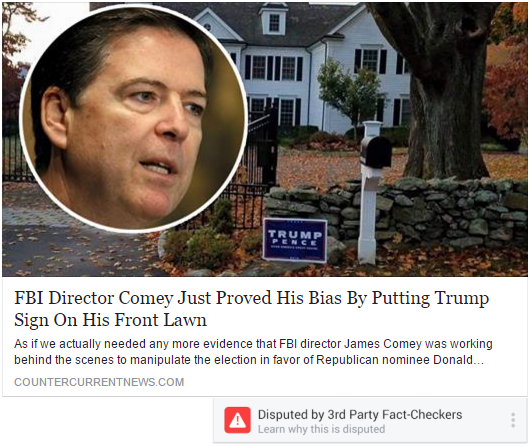 TRUMP
PENCE
FBI Director Comey Just Proved His Bias By Putting Trump
Sign On His Front Lawn
As if we actually needed any more evidence that FBI director James Comey was working
behind the scenes to manipulate the election in favor of Republican nominee Donald…
COUNTERCURRENTNEWS.COM
Disputed by 3rd Party Fact-Checkers
Learn why this is disputed